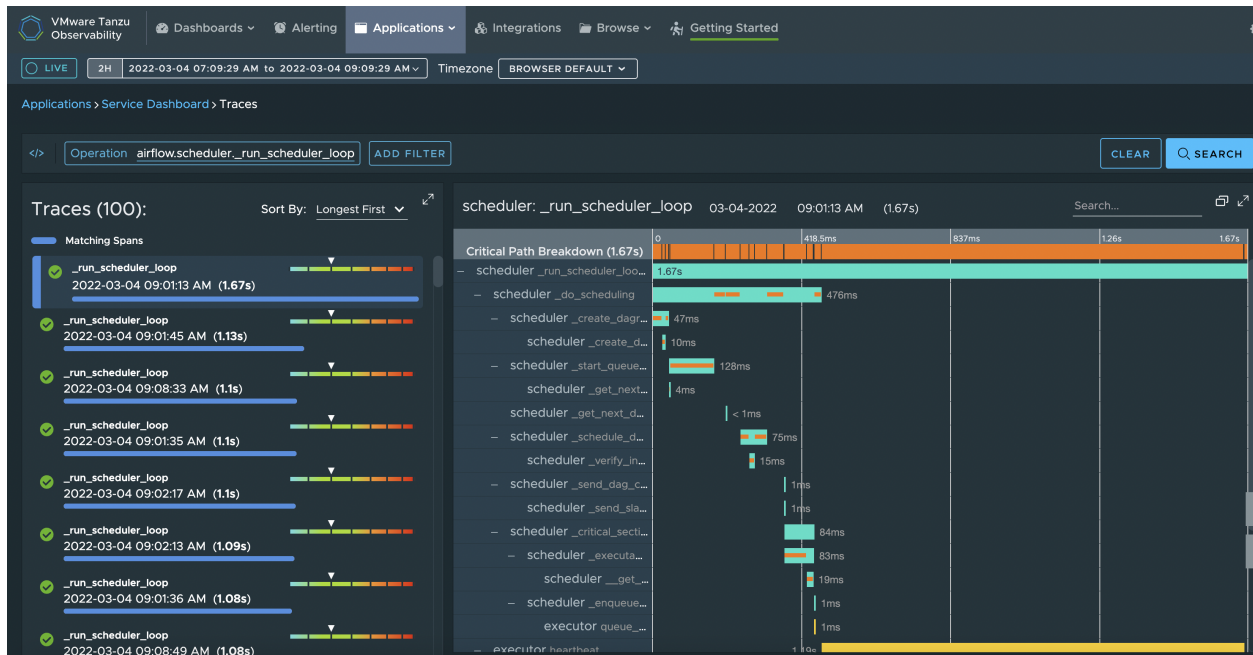 VMware Tanzu
Observability
Dashboards
Alerting
Applications
Integrations
Browse
Getting Started
LIVE
2H 2022-03-04 07:09:29 AM to 2022-03-04 09:09:29 AM
Timezone
BROWSER DEFAULT
Applications > Service Dashboard > Traces
</> Operation airflow.scheduler._run_scheduler_loop ADD FILTER
CLEAR
SEARCH
Traces (100):
Sort By: Longest First
Matching Spans
_run_scheduler_loop
2022-03-04 09:01:13 AM (1.67s)
_run_scheduler_loop
2022-03-04 09:01:45 AM (1.13s)
_run_scheduler_loop
2022-03-04 09:08:33 AM (1.1s)
_run_scheduler_loop
2022-03-04 09:01:35 AM (1.1s)
_run_scheduler_loop
2022-03-04 09:02:17 AM (1.1s)
_run_scheduler_loop
2022-03-04 09:02:13 AM (1.09s)
_run_scheduler_loop
2022-03-04 09:01:36 AM (1.08s)
_run_scheduler_loop
2022-03-04 09:08:49 AM (1.08s)
scheduler: _run_scheduler_loop 03-04-2022 09:01:13 AM (1.67s)
Search...
0 418.5ms 837ms 1.26s 1.67s
Critical Path Breakdown (1.67s)
– scheduler _run_scheduler_loo... 1.67s
– scheduler _do_scheduling 476ms
– scheduler _create_dagr... 47ms
scheduler _create_d... 10ms
– scheduler _start_queue... 128ms
scheduler _get_next... 4ms
scheduler _get_next_d... < 1ms
– scheduler _schedule_d... 75ms
scheduler _verify_in... 15ms
– scheduler _send_dag_c... 1ms
scheduler _send_sla... 1ms
– scheduler _critical_secti... 84ms
– scheduler _executa... 83ms
scheduler __get_... 19ms
– scheduler _enqueue... 1ms
executor queue_... 1ms
– executor heartbeat 1.19s